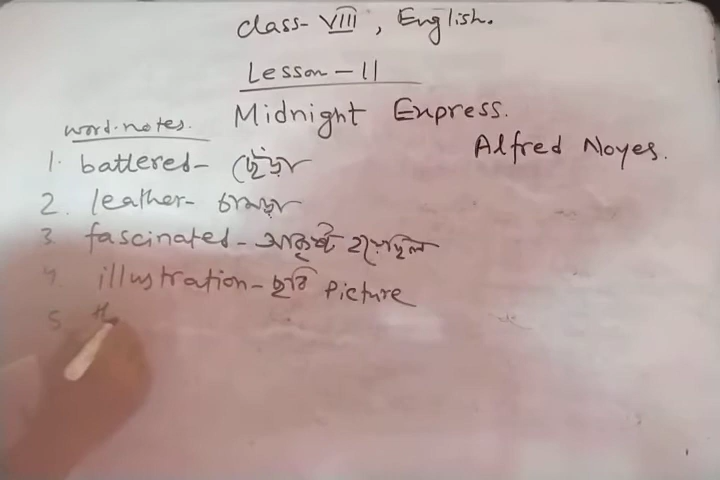 class- VIII, English.
Lesson-11
Midnight Express.
Alfred Noyes.
word-notes.
1. battered- ছেঁড়া
2. leather- চামড়া
3. fascinated- আকৃষ্ট হয়েছিল
4. illustration- ছবি Picture
5.